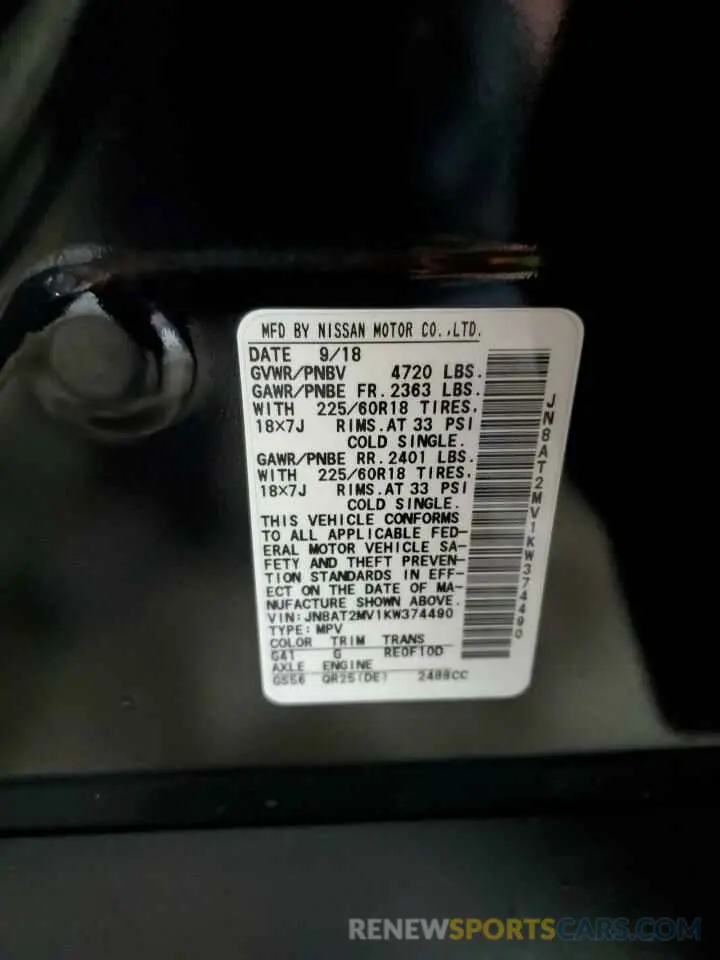 MFD BY NISSAN MOTOR CO.,LTD.
DATE 9/18
GVWR/PNBV 4720 LBS.
GAWR/PNBE FR.2363 LBS.
WITH 225/60R18 TIRES.
18×7J RIMS.AT 33 PSI
COLD SINGLE.
GAWR/PNBE RR.2401 LBS.
WITH 225/60R18 TIRES.
18×7J RIMS.AT 33 PSI
COLD SINGLE.
THIS VEHICLE CONFORMS
TO ALL APPLICABLE FED-
ERAL MOTOR VEHICLE SA-
FETY AND THEFT PREVEN-
TION STANDARDS IN EFF-
ECT ON THE DATE OF MA-
NUFACTURE SHOWN ABOVE.
VIN:JN8AT2MV1KW374490
TYPE:MPV
COLOR TRIM TRANS
G41 G RE0F10D
AXLE ENGINE
GS56 QR25(DE) 2488CC
JN8AT2MV1KW374490
RENEWSPORTSCARS.COM